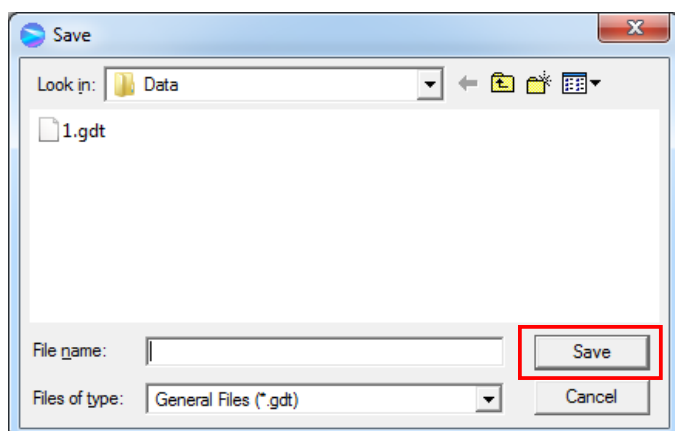 Save
Look in: Data
1.gdt
File name: Save
Files of type: General Files (*.gdt) Cancel